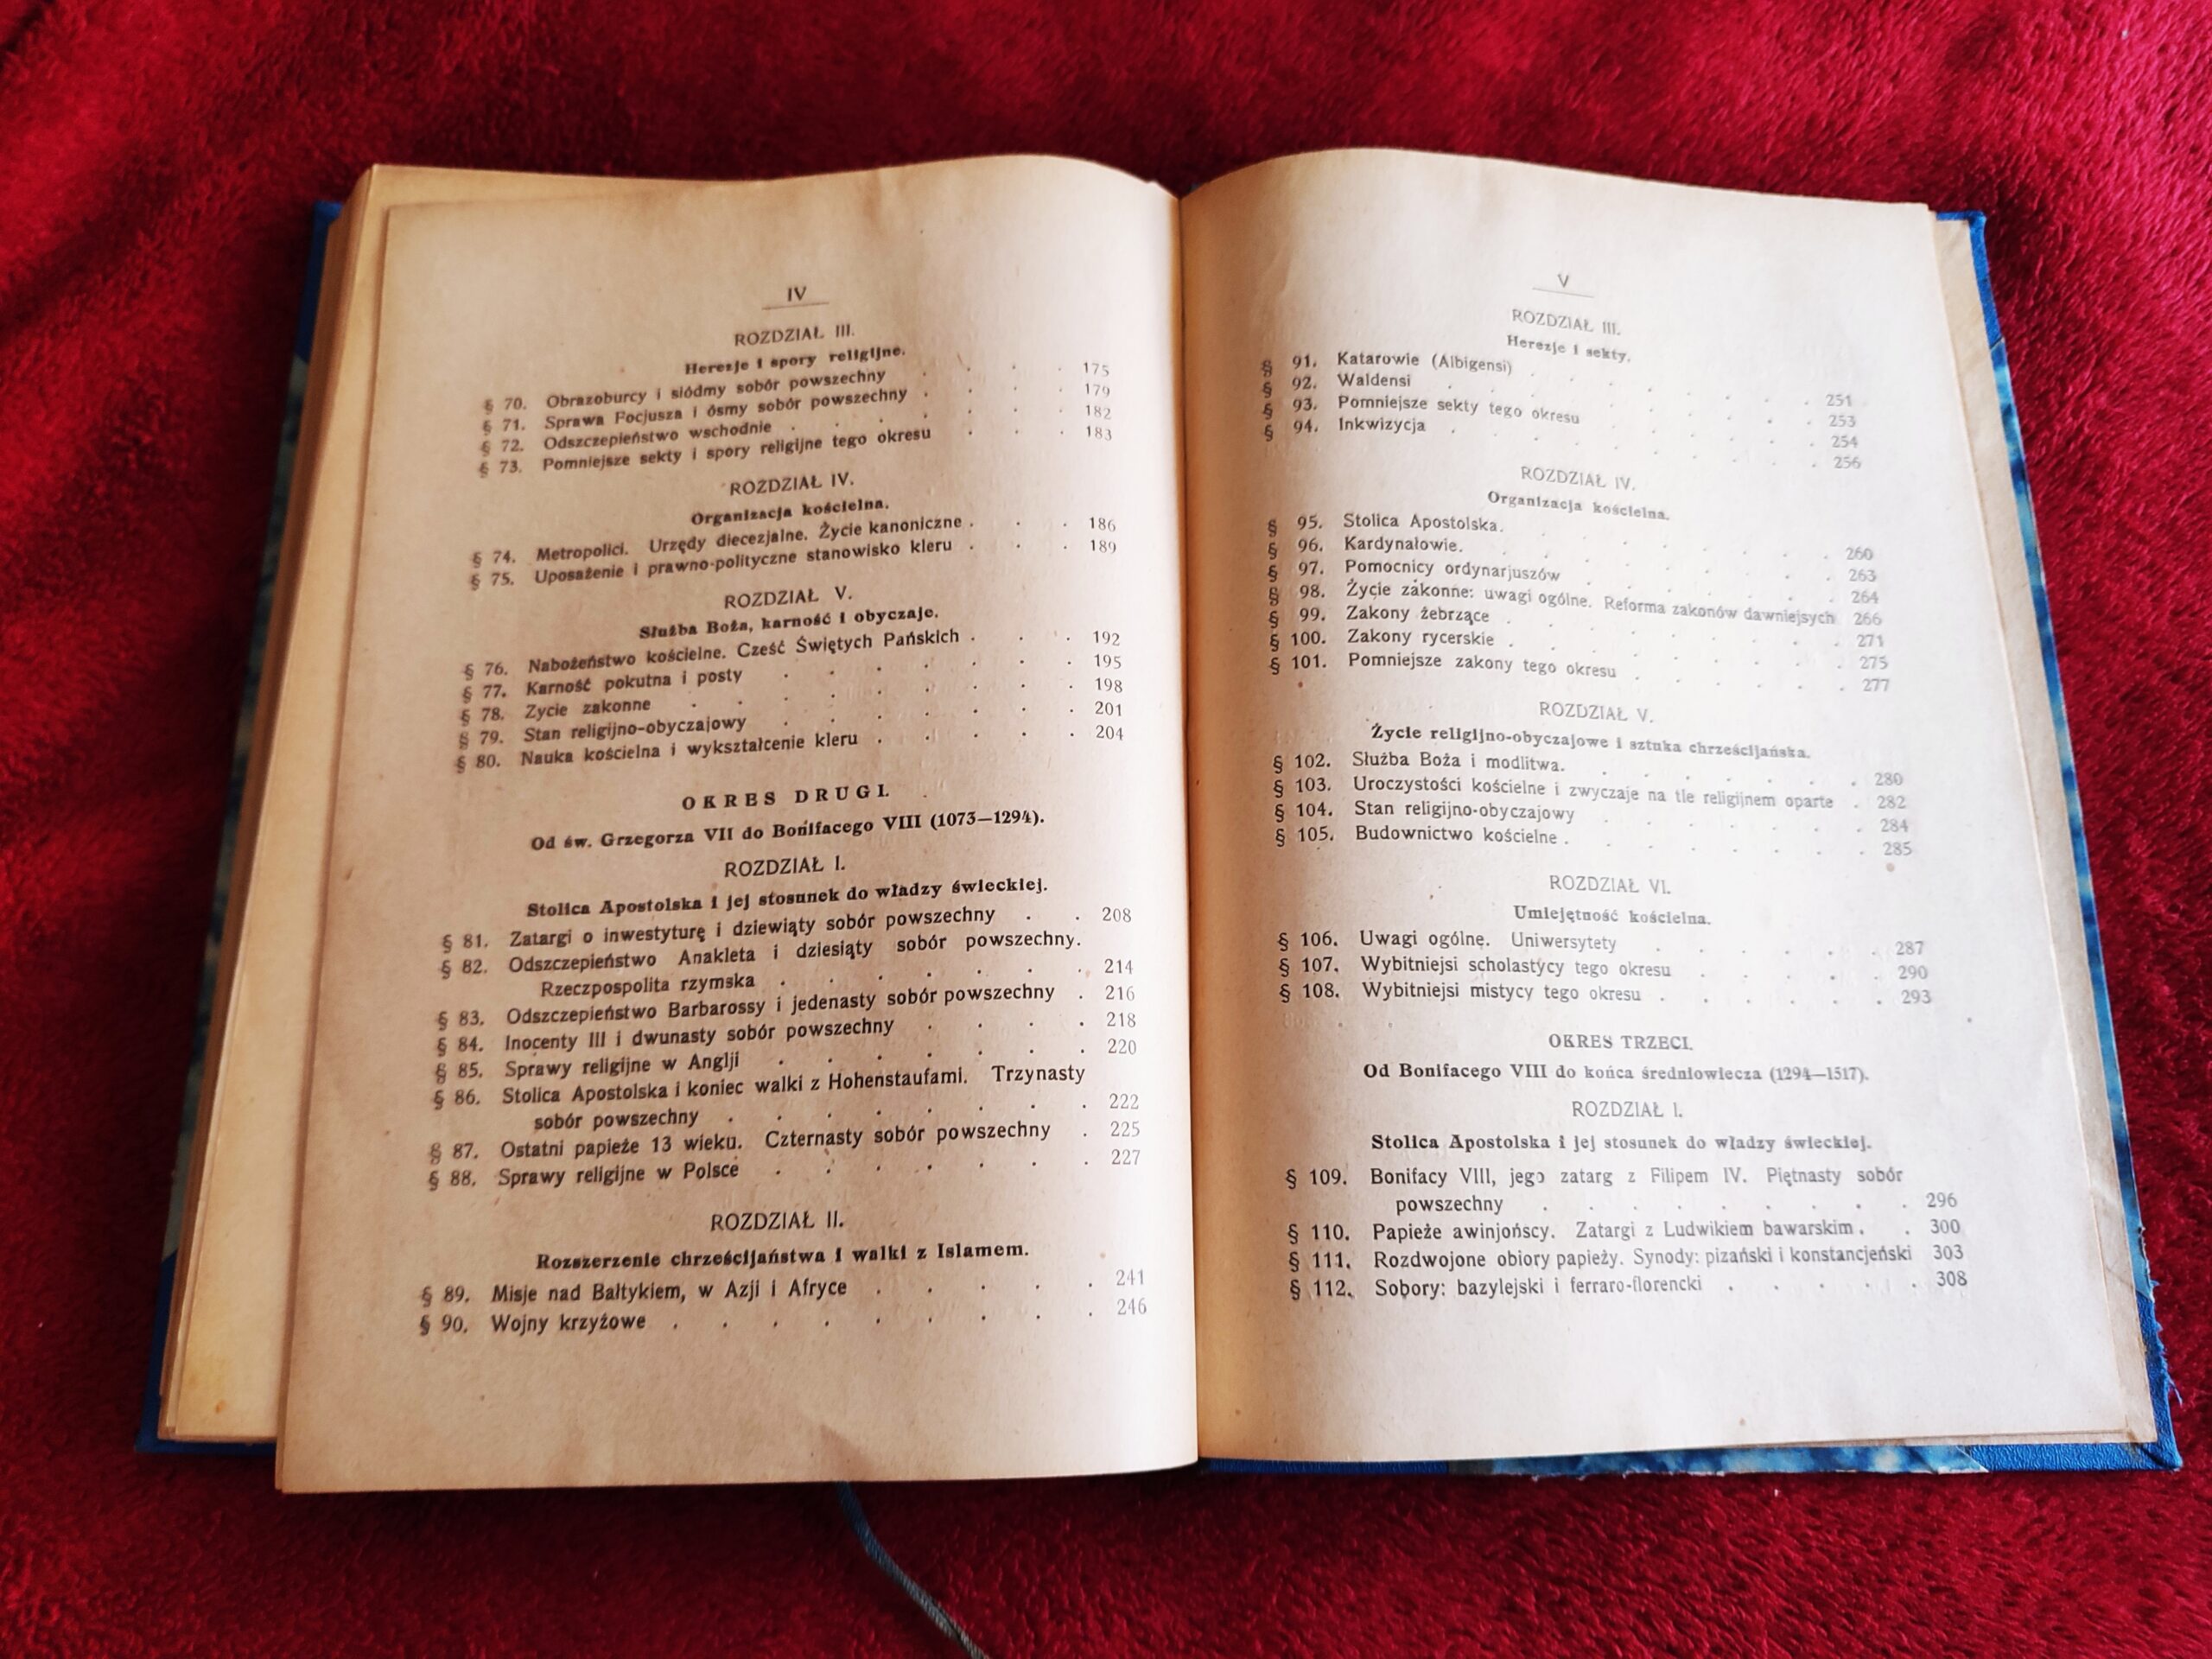 IV
ROZDZIAŁ III.
Herezje i spory religijne.
§ 70. Obrazoburcy i siódmy sobór powszechny . . . . 175
§ 71. Sprawa Focjusza i ósmy sobór powszechny . . . . 179
§ 72. Odszczepieństwo wschodnie . . . . . . 182
§ 73. Pomniejsze sekty i spory religijne tego okresu . . . 183
ROZDZIAŁ IV.
Organizacja kościelna.
§ 74. Metropolici. Urzędy diecezjalne. Życie kanoniczne . . . 186
§ 75. Uposażenie i prawno-polityczne stanowisko kleru . . . 189
ROZDZIAŁ V.
Służba Boża, karność i obyczaje.
§ 76. Nabożeństwo kościelne. Cześć Świętych Pańskich . . . 192
§ 77. Karność pokutna i posty . . . . . . . 195
§ 78. Zycie zakonne . . . . . . . . 198
§ 79. Stan religijno-obyczajowy . . . . . . . 201
§ 80. Nauka kościelna i wykształcenie kleru . . . . . 204
OKRES DRUGI.
Od św. Grzegorza VII do Bonifacego VIII (1073—1294).
ROZDZIAŁ I.
Stolica Apostolska i jej stosunek do władzy świeckiej.
§ 81. Zatargi o inwestyturę i dziewiąty sobór powszechny . . 208
§ 82. Odszczepieństwo Anakleta i dziesiąty sobór powszechny.
Rzeczpospolita rzymska . . . . . . . 214
§ 83. Odszczepieństwo Barbarossy i jedenasty sobór powszechny . 216
§ 84. Inocenty III i dwunasty sobór powszechny . . . . 218
§ 85. Sprawy religijne w Anglji . . . . . . . 220
§ 86. Stolica Apostolska i koniec walki z Hohenstaufami. Trzynasty
sobór powszechny . . . . . . . . 222
§ 87. Ostatni papieże 13 wieku. Czternasty sobór powszechny . 225
§ 88. Sprawy religijne w Polsce . . . . . . . 227
ROZDZIAŁ II.
Rozszerzenie chrześcijaństwa i walki z Islamem.
§ 89. Misje nad Bałtykiem, w Azji i Afryce . . . . . 241
§ 90. Wojny krzyżowe . . . . . . . . . 246
V
ROZDZIAŁ III.
Herezje i sekty.
§ 91. Katarowie (Albigensi) . . . . . . . 251
§ 92. Waldensi . . . . . . . . . 253
§ 93. Pomniejsze sekty tego okresu . . . . . . 254
§ 94. Inkwizycja . . . . . . . . . 256
ROZDZIAŁ IV.
Organizacja kościelna.
§ 95. Stolica Apostolska. . . . . . . . 260
§ 96. Kardynałowie. . . . . . . . . 263
§ 97. Pomocnicy ordynarjuszów . . . . . . 264
§ 98. Życie zakonne: uwagi ogólne. Reforma zakonów dawniejsych 266
§ 99. Zakony żebrzące . . . . . . . . 271
§ 100. Zakony rycerskie . . . . . . . . 275
§ 101. Pomniejsze zakony tego okresu . . . . . . 277
ROZDZIAŁ V.
Życie religijno-obyczajowe i sztuka chrześcijańska.
§ 102. Służba Boża i modlitwa. . . . . . . . 280
§ 103. Uroczystości kościelne i zwyczaje na tle religijnem oparte . 282
§ 104. Stan religijno-obyczajowy . . . . . . . 284
§ 105. Budownictwo kościelne . . . . . . . 285
ROZDZIAŁ VI.
Umiejętność kościelna.
§ 106. Uwagi ogólne. Uniwersytety . . . . . . 287
§ 107. Wybitniejsi scholastycy tego okresu . . . . . 290
§ 108. Wybitniejsi mistycy tego okresu . . . . . . 293
OKRES TRZECI.
Od Bonifacego VIII do końca średniowiecza (1294—1517).
ROZDZIAŁ I.
Stolica Apostolska i jej stosunek do władzy świeckiej.
§ 109. Bonifacy VIII, jego zatarg z Filipem IV. Piętnasty sobór
powszechny . . . . . . . . 296
§ 110. Papieże awinjońscy. Zatargi z Ludwikiem bawarskim . . 300
§ 111. Rozdwojone obiory papieży. Synody: pizański i konstancjeński 303
§ 112. Sobory: bazylejski i ferraro-florencki . . . . . 308